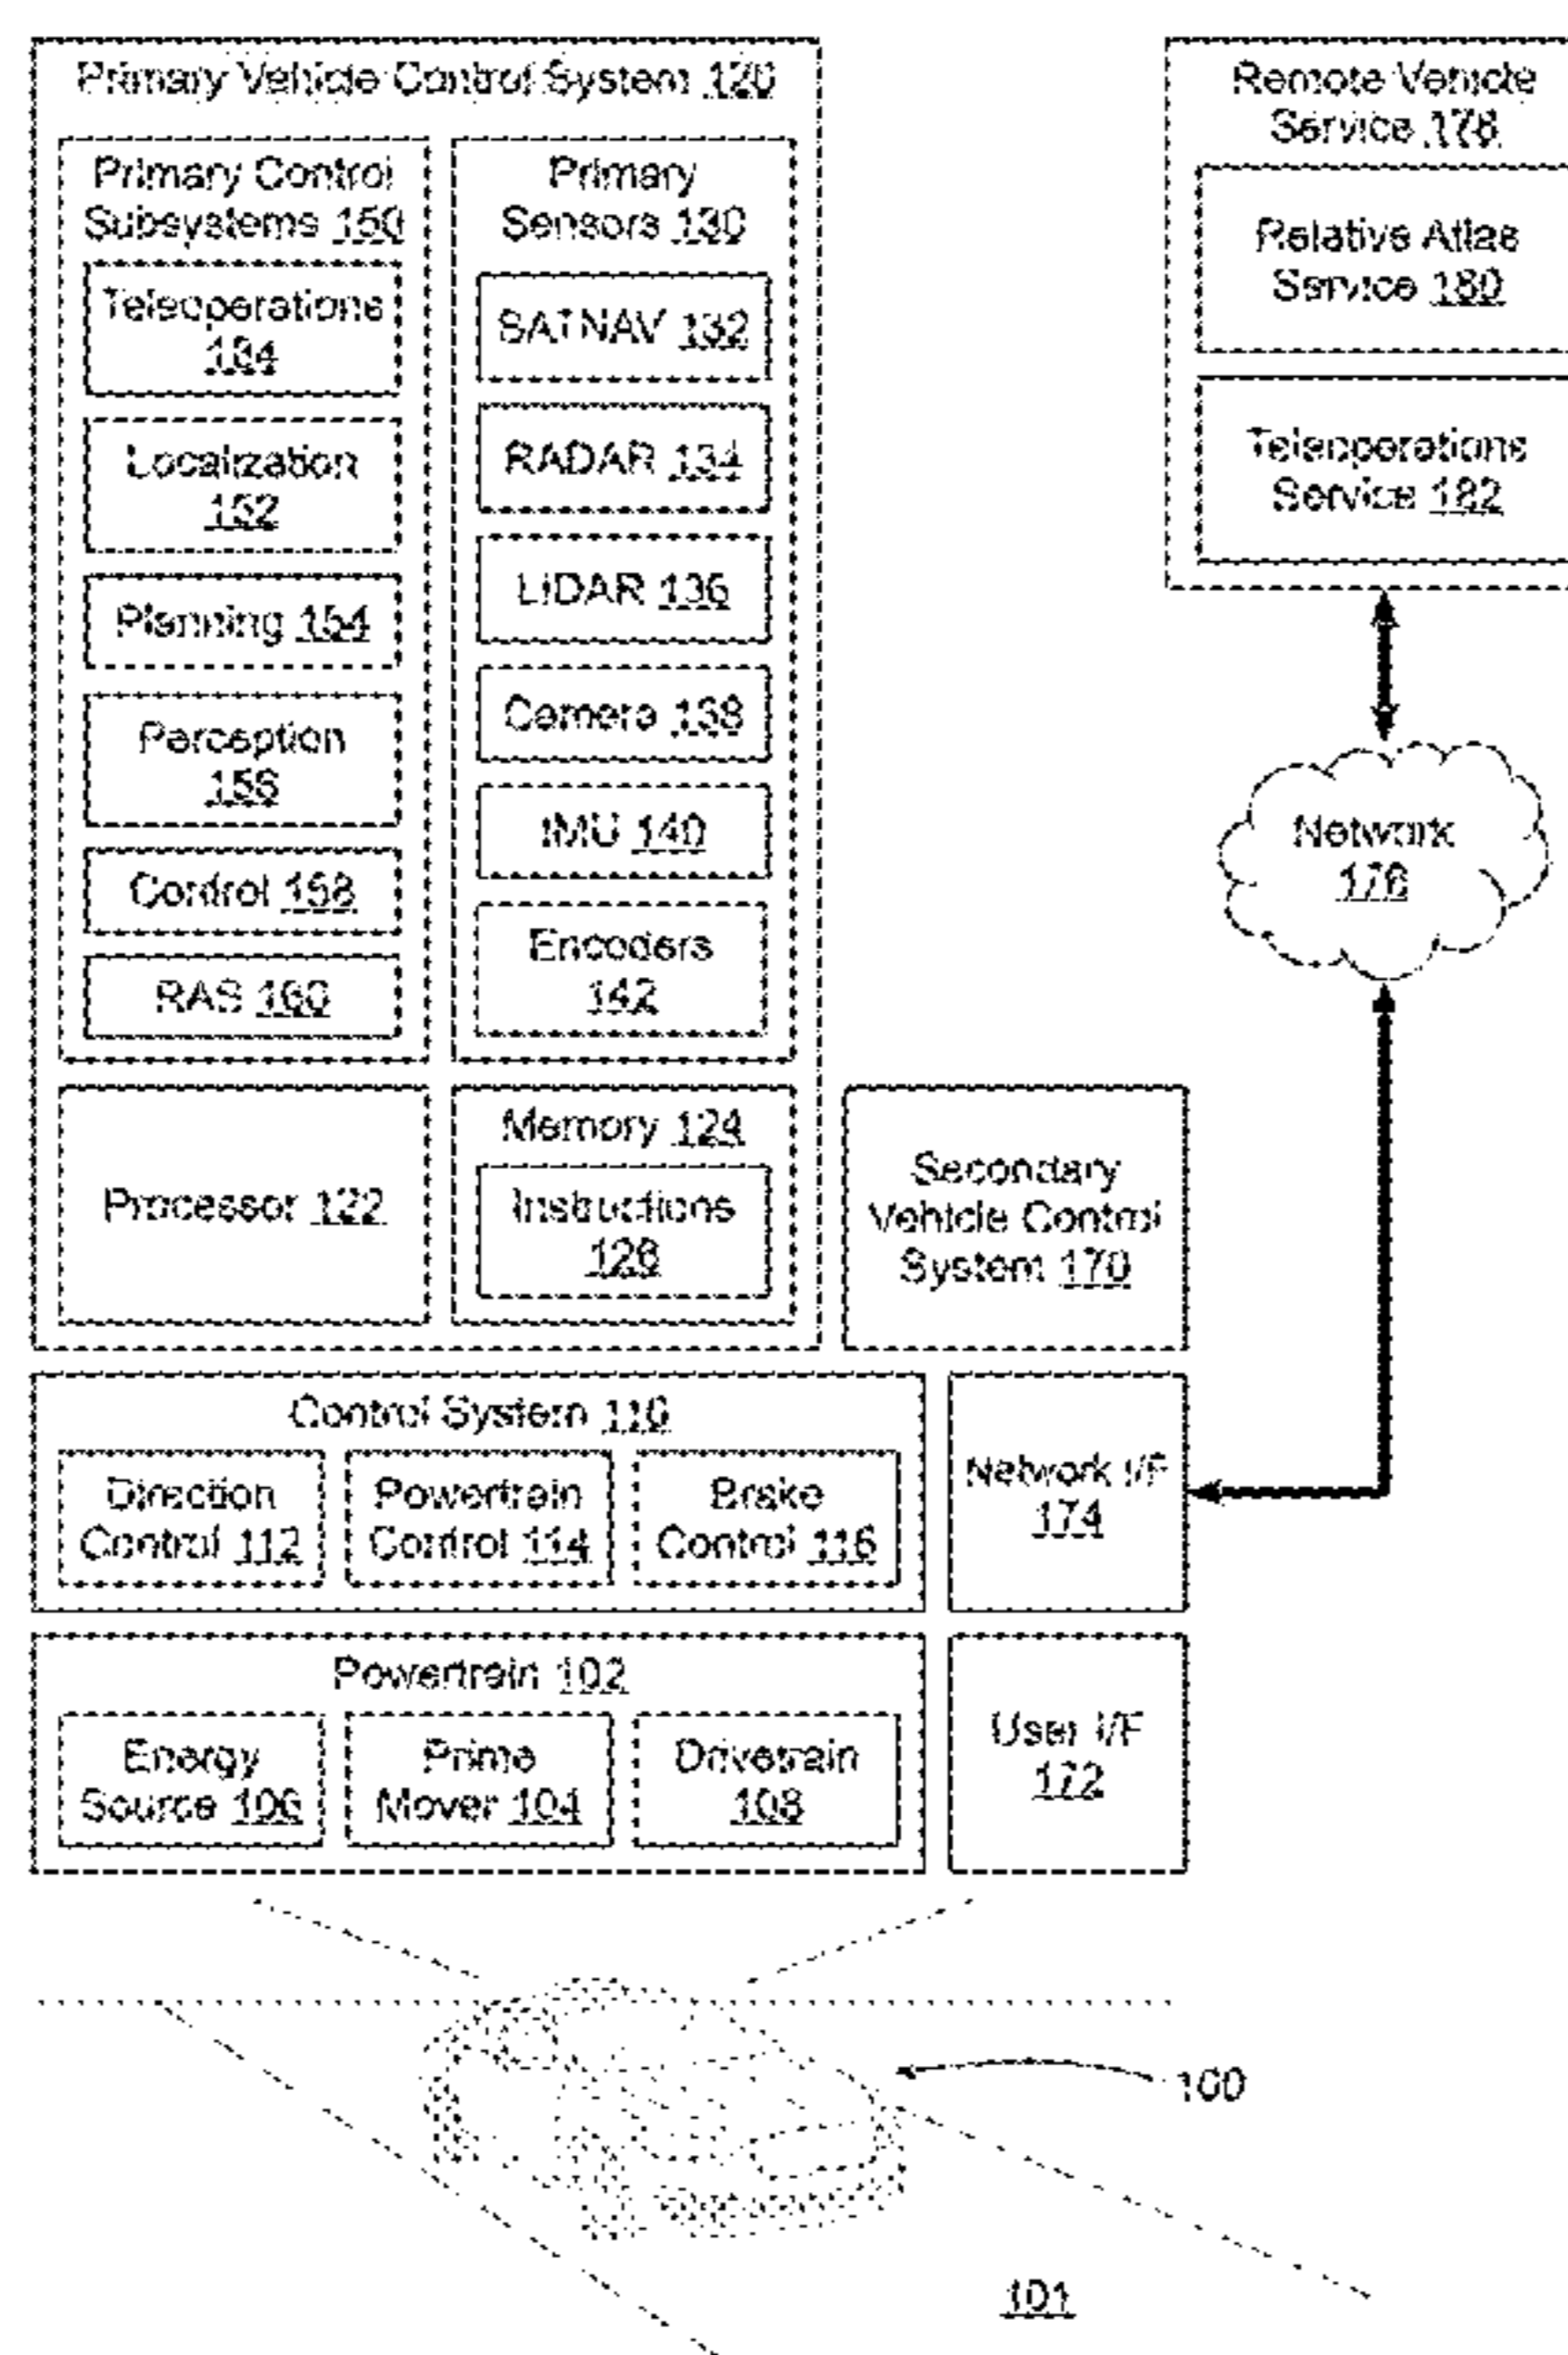 Primary Vehicle Control System 120
Primary Control
Subsystems 150
Teleoperations
184
Localization
152
Planning 154
Perception
156
Control 158
RAS 160
Primary
Sensors 130
SATNAV 132
RADAR 134
LIDAR 136
Camera 138
IMU 140
Encoders
142
Processor 122
Memory 124
Instructions
126
Secondary
Vehicle Control
System 170
Control System 110
Direction
Control 112
Powertrain
Control 114
Brake
Control 116
Network I/F
174
Powertrain 102
Energy
Source 106
Prime
Mover 104
Drivetrain
108
User I/F
172
Remote Vehicle
Service 178
Relative Atlas
Service 180
Teleoperations
Service 182
Network
176
100
101